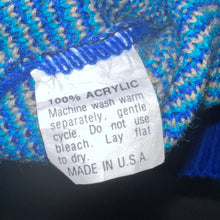 100% ACRYLIC
Machine wash warm
separately, gentle
cycle. Do not use
bleach. Lay flat
to dry.
MADE IN U.S.A.